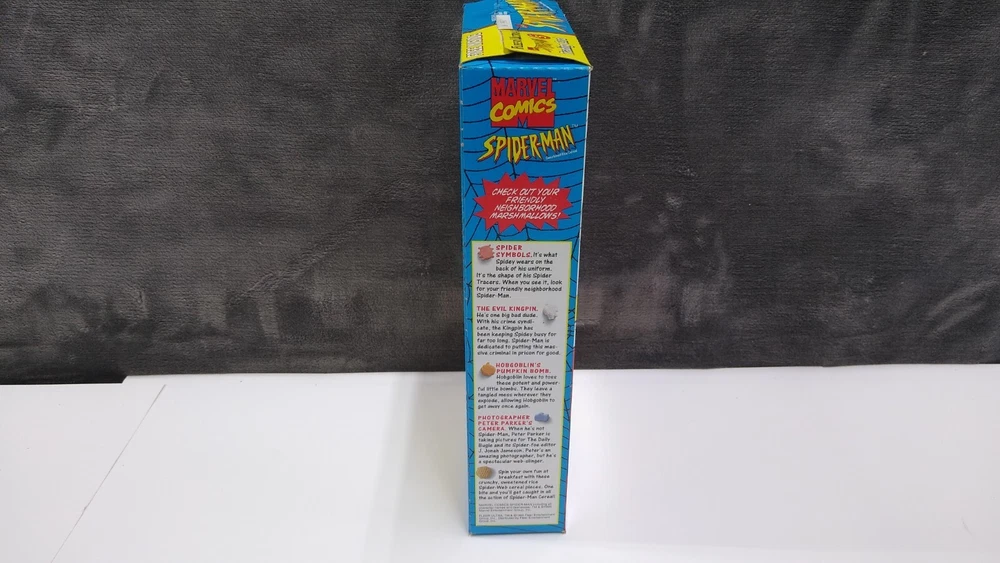 SPIDER-MAN
MARVEL
COMICS
SPIDER-MAN
CHECK OUT YOUR
FRIENDLY
NEIGHBORHOOD
MARSHMALLOWS!
SPIDER
SYMBOLS. It's what
Spidey wears on the
back of his uniform.
It's the shape of his Spider
Tracers. When you see it, look
for your friendly neighborhood
Spider-Man.
THE EVIL KINGPIN.
He's one big bad dude.
With his crime syndi-
cate, the Kingpin has
been keeping Spidey busy for
far too long. Spider-Man is
dedicated to putting this mas-
sive criminal in prison for good.
HOBGOBLIN'S
PUMPKIN BOMB.
Hobgoblin loves to toss
these potent and power-
ful little bombs. They leave a
tangled mess wherever they
explode, allowing Hobgoblin to
get away once again.
PHOTOGRAPHER
PETER PARKER'S
CAMERA. When he's not
Spider-Man, Peter Parker is
taking pictures for The Daily
Bugle and its Spider-foe editor
J. Jonah Jameson. Peter's an
amazing photographer, but he's
a spectacular web-slinger.
Spin your own fun at
breakfast with these
crunchy, sweetened rice
Spider-Web cereal pieces. One
bite and you'll get caught in all
the action of Spider-Man Cereal!